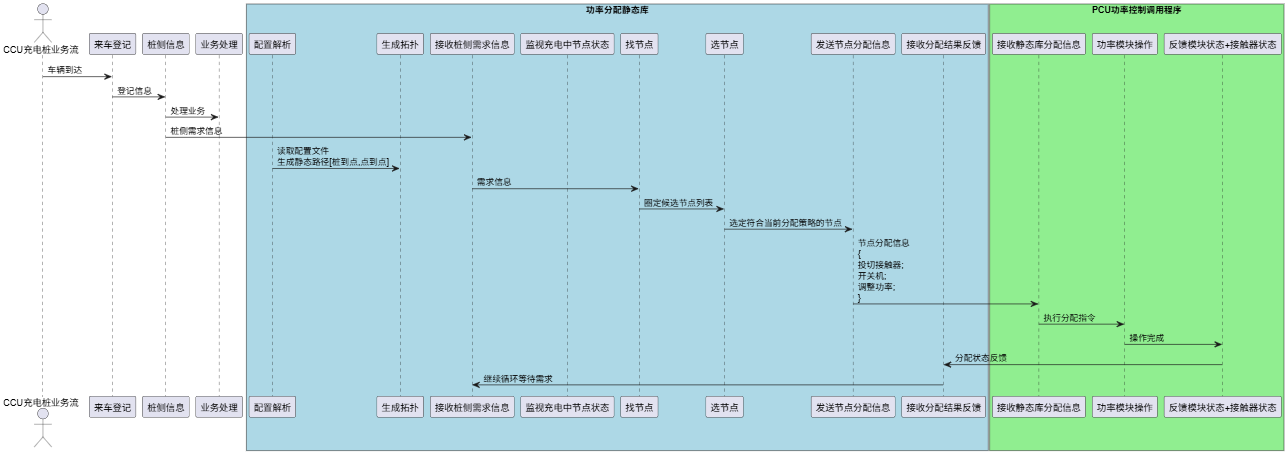 功率分配静态库
PCU功率控制调用程序
CCU充电桩业务流
来车登记
桩侧信息
业务处理
配置解析
生成拓扑
接收桩侧需求信息
监视充电中节点状态
找节点
选节点
发送节点分配信息
接收分配结果反馈
接收静态库分配信息
功率模块操作
反馈模块状态+接触器状态
车辆到达
登记信息
处理业务
桩侧需求信息
读取配置文件
生成静态路径[桩到点,点到点]
需求信息
圈定候选节点列表
选定符合当前分配策略的节点
节点分配信息
{
投切接触器;
开关机;
调整功率;
}
执行分配指令
操作完成
分配状态反馈
继续循环等待需求
CCU充电桩业务流
来车登记
桩侧信息
业务处理
配置解析
生成拓扑
接收桩侧需求信息
监视充电中节点状态
找节点
选节点
发送节点分配信息
接收分配结果反馈
接收静态库分配信息
功率模块操作
反馈模块状态+接触器状态